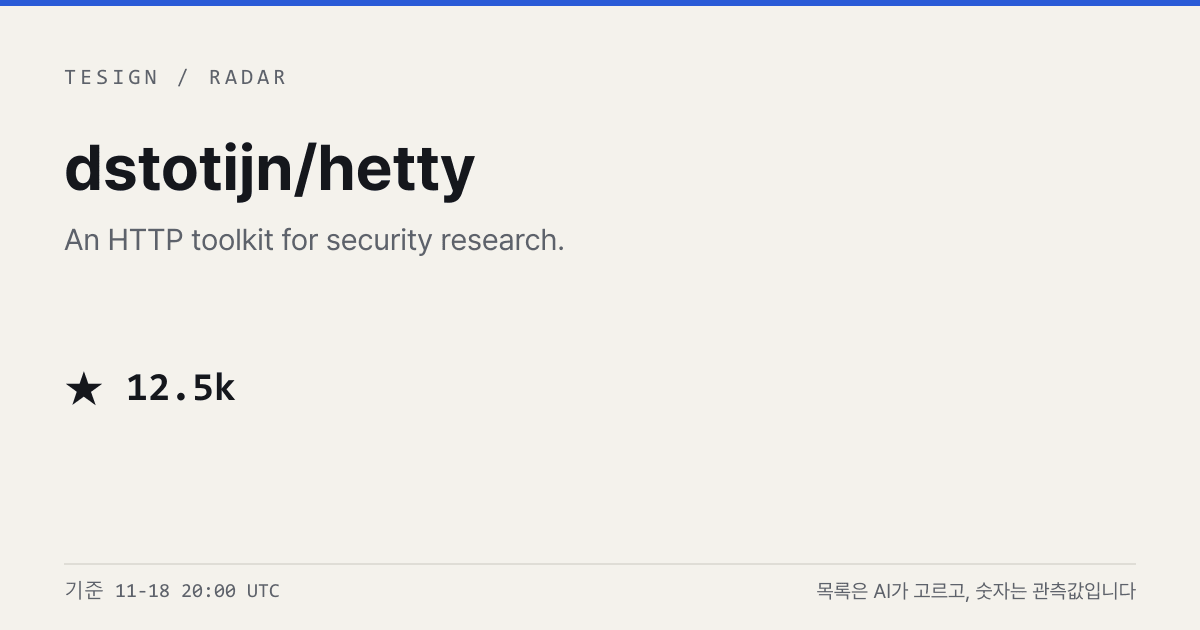 TESIGN / RADAR
dstotijn/hetty
An HTTP toolkit for security research.
★ 12.5k
기준 11-18 20:00 UTC
목록은 AI가 고르고, 숫자는 관측값입니다